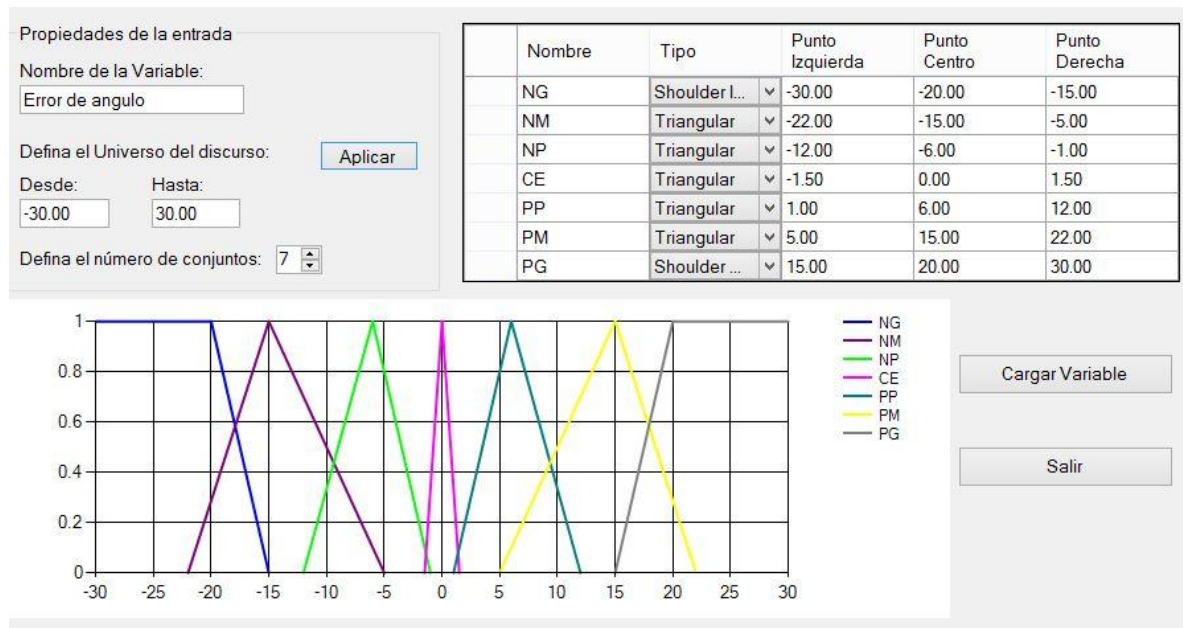 Propiedades de la entrada
Nombre de la Variable:
Error de angulo
Defina el Universo del discurso:
Aplicar
Desde: Hasta:
-30.00 30.00
Defina el número de conjuntos: 7
Nombre Tipo Punto Izquierda Punto Centro Punto Derecha
NG Shoulder I... -30.00 -20.00 -15.00
NM Triangular -22.00 -15.00 -5.00
NP Triangular -12.00 -6.00 -1.00
CE Triangular -1.50 0.00 1.50
PP Triangular 1.00 6.00 12.00
PM Triangular 5.00 15.00 22.00
PG Shoulder ... 15.00 20.00 30.00
1
0.8
0.6
0.4
0.2
0
-30 -25 -20 -15 -10 -5 0 5 10 15 20 25 30
NG
NM
NP
CE
PP
PM
PG
Cargar Variable
Salir